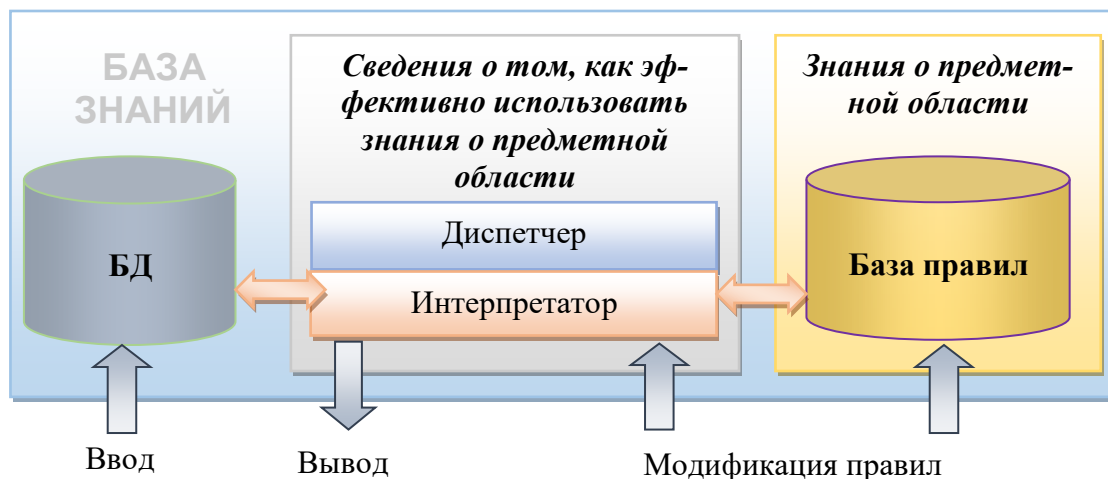 БАЗА
ЗНАНИЙ
Сведения о том, как эф-
фективно использовать
знания о предметной
области
Знания о предмет-
ной области
БД
Диспетчер
Интерпретатор
База правил
Ввод
Вывод
Модификация правил